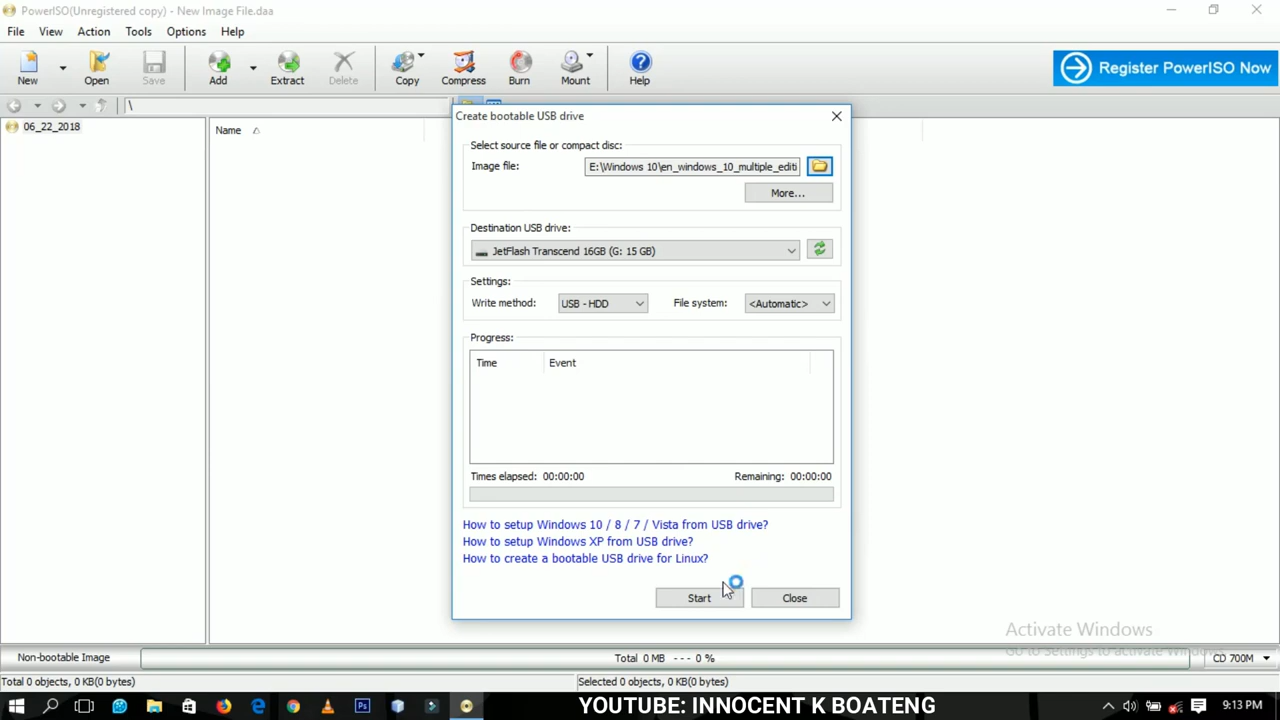 PowerISO(Unregistered copy) - New Image File.daa
File View Action Tools Options Help
New Open Save Add Extract Delete Copy Compress Burn Mount Help
Register PowerISO Now
\
06_22_2018
Name
Create bootable USB drive
Select source file or compact disc:
Image file: E:\Windows 10\en_windows_10_multiple_editi
More...
Destination USB drive:
JetFlash Transcend 16GB (G: 15 GB)
Settings:
Write method: USB - HDD File system: <Automatic>
Progress:
Time Event
Times elapsed: 00:00:00 Remaining: 00:00:00
How to setup Windows 10 / 8 / 7 / Vista from USB drive?
How to setup Windows XP from USB drive?
How to create a bootable USB drive for Linux?
Start Close
Activate Windows
Go to Settings to activate Windows.
Non-bootable Image Total 0 MB --- 0 % CD 700M
Total 0 objects, 0 KB(0 bytes) Selected 0 objects, 0 KB(0 bytes)
Ps
YOUTUBE: INNOCENT K BOATENG
9:13 PM